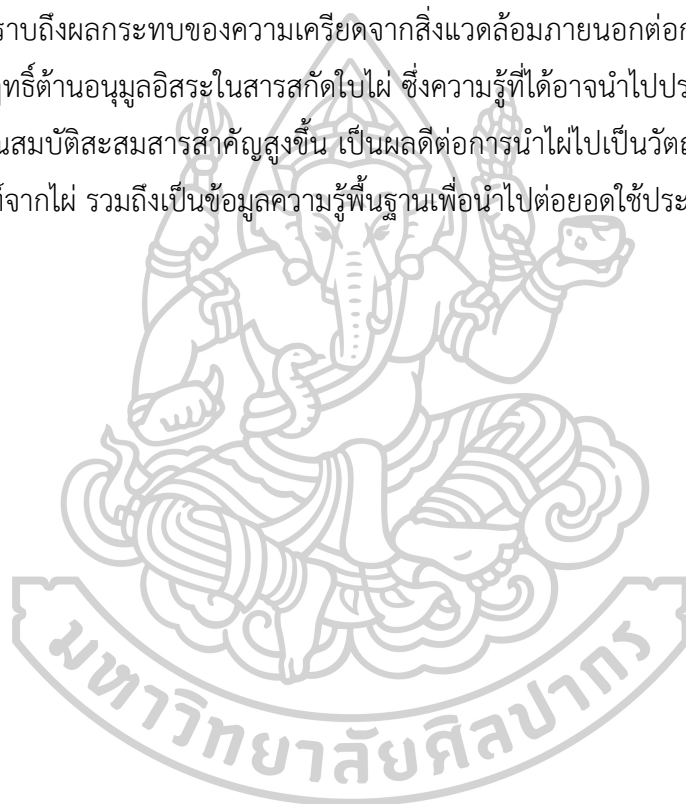 ราบถึงผลกระทบของความเครียดจากสิ่งแวดล้อมภายนอกต่อ
ฤทธิ์ต้านอนุมูลอิสระในสารสกัดใบไผ่ ซึ่งความรู้ที่ได้อาจนำไปประ
นสมบัติสะสมสารสำคัญสูงขึ้น เป็นผลดีต่อการนำไผ่ไปเป็นวัตถ
์จากไผ่ รวมถึงเป็นข้อมูลความรู้พื้นฐานเพื่อนำไปต่อยอดใช้ประ
มหาวิทยาลัยศิลปากร